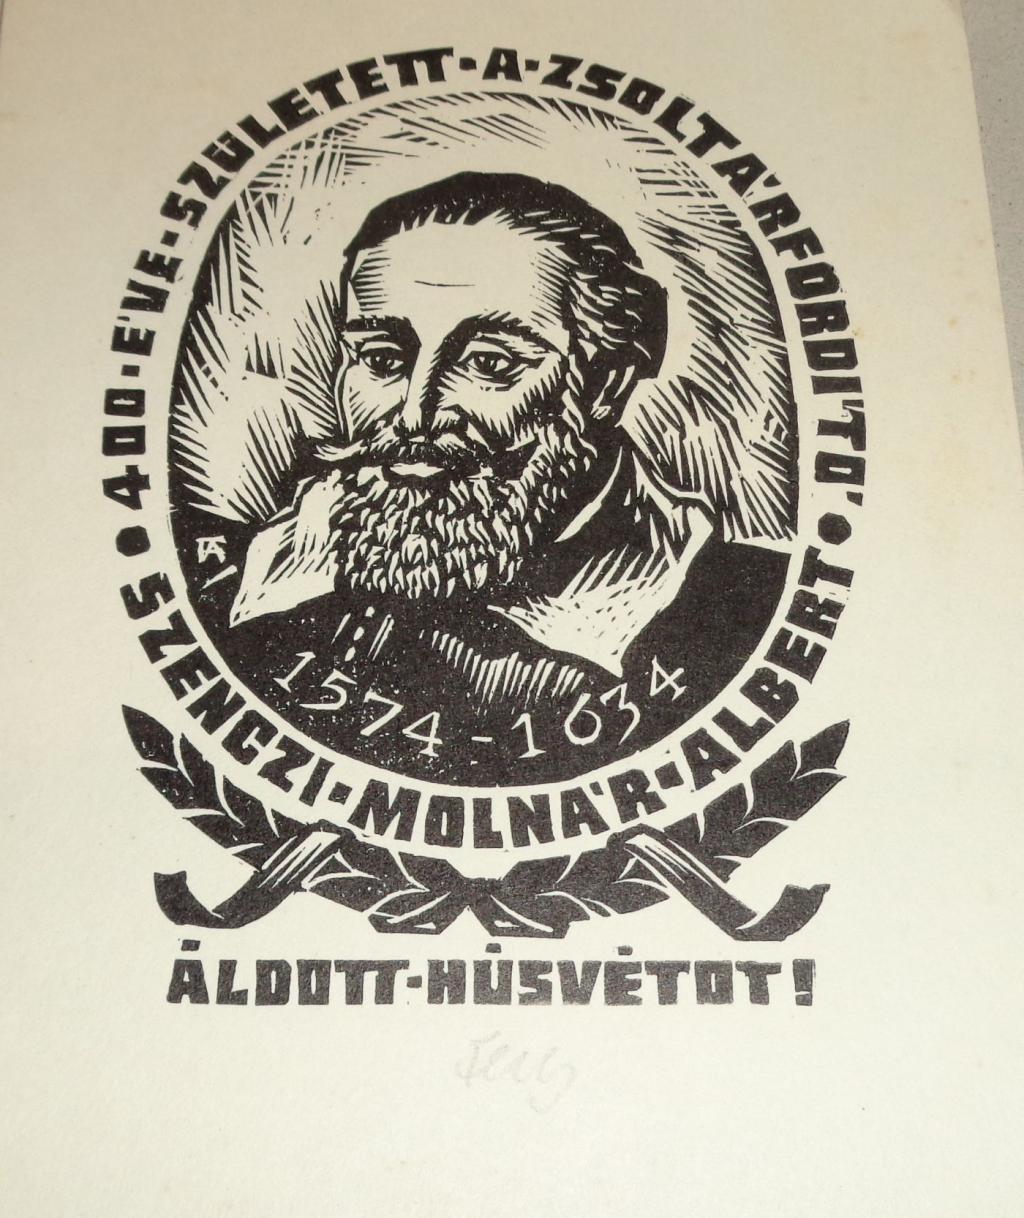 400·ÉVE·SZÜLETETT·A·ZSOLTÁRFORDÍTÓ
SZENCZI·MOLNÁR·ALBERT
1574-1634
ÁLDOTT·HÚSVÉTOT!